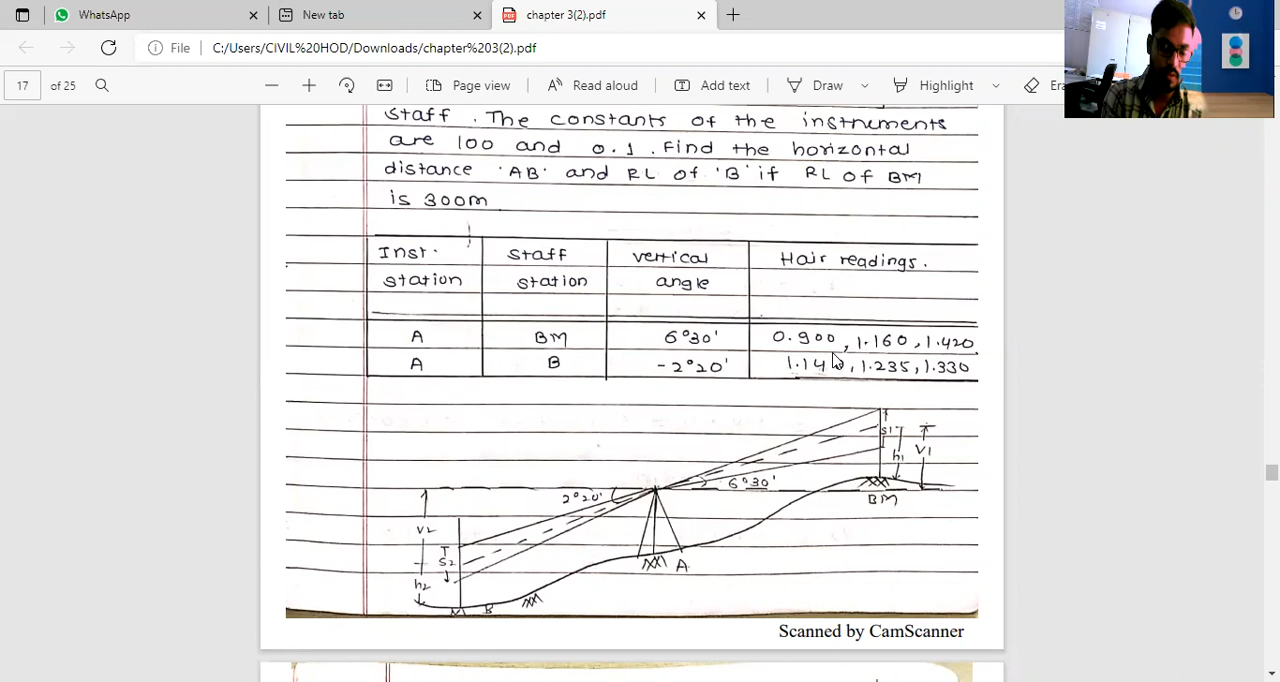 WhatsApp
New tab
chapter 3(2).pdf
File
C:/Users/CIVIL%20HOD/Downloads/chapter%203(2).pdf
17 of 25
Page view
Read aloud
Add text
Draw
Highlight
Era
staff. The constants of the instruments
are 100 and 0.1. Find the horizontal
distance 'AB' and RL of 'B' if RL of BM
is 300m
Inst. station | staff station | vertical angle | Hair readings.
A | BM | 6°30' | 0.900, 1.160, 1.420
A | B | -2°20' | 1.140, 1.235, 1.330
S1
h1
V1
6°30'
2°20'
BM
V2
S2
h2
A
B
Scanned by CamScanner